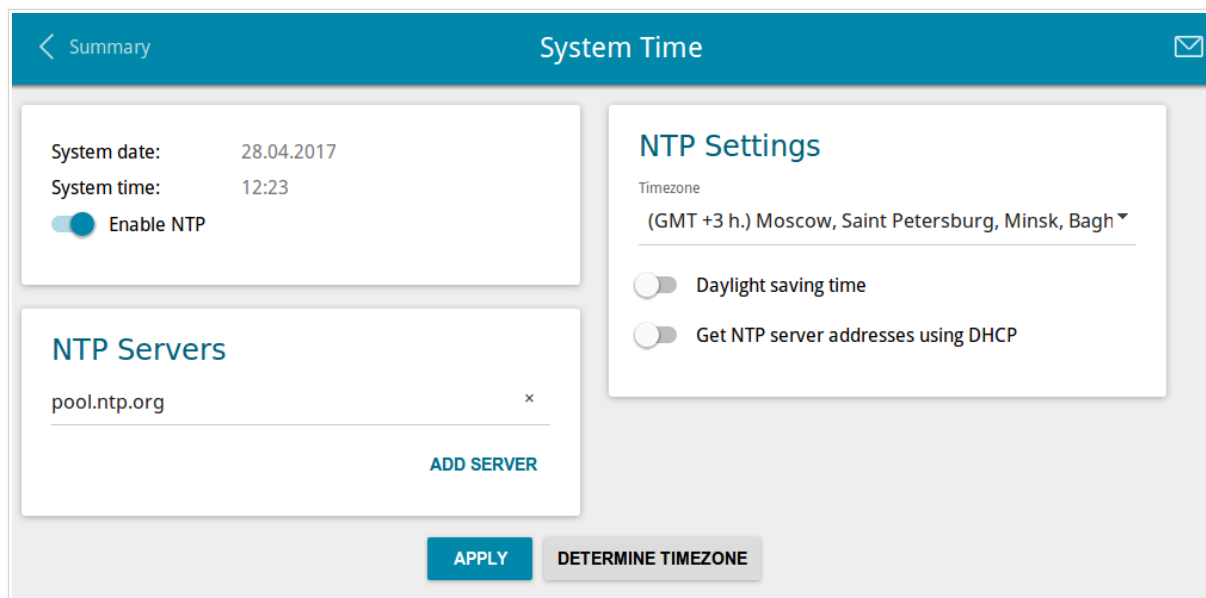 Summary
System Time
System date: 28.04.2017
System time: 12:23
Enable NTP
NTP Servers
pool.ntp.org ×
ADD SERVER
NTP Settings
Timezone
(GMT +3 h.) Moscow, Saint Petersburg, Minsk, Bagh
Daylight saving time
Get NTP server addresses using DHCP
APPLY
DETERMINE TIMEZONE